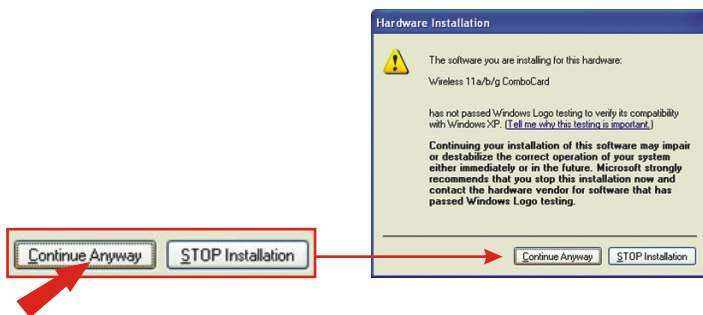 Hardware Installation
The software you are installing for this hardware:
Wireless 11a/b/g ComboCard
has not passed Windows Logo testing to verify its compatibility
with Windows XP. (Tell me why this testing is important.)
Continuing your installation of this software may impair
or destabilize the correct operation of your system
either immediately or in the future. Microsoft strongly
recommends that you stop this installation now and
contact the hardware vendor for software that has
passed Windows Logo testing.
Continue Anyway STOP Installation
Continue Anyway STOP Installation